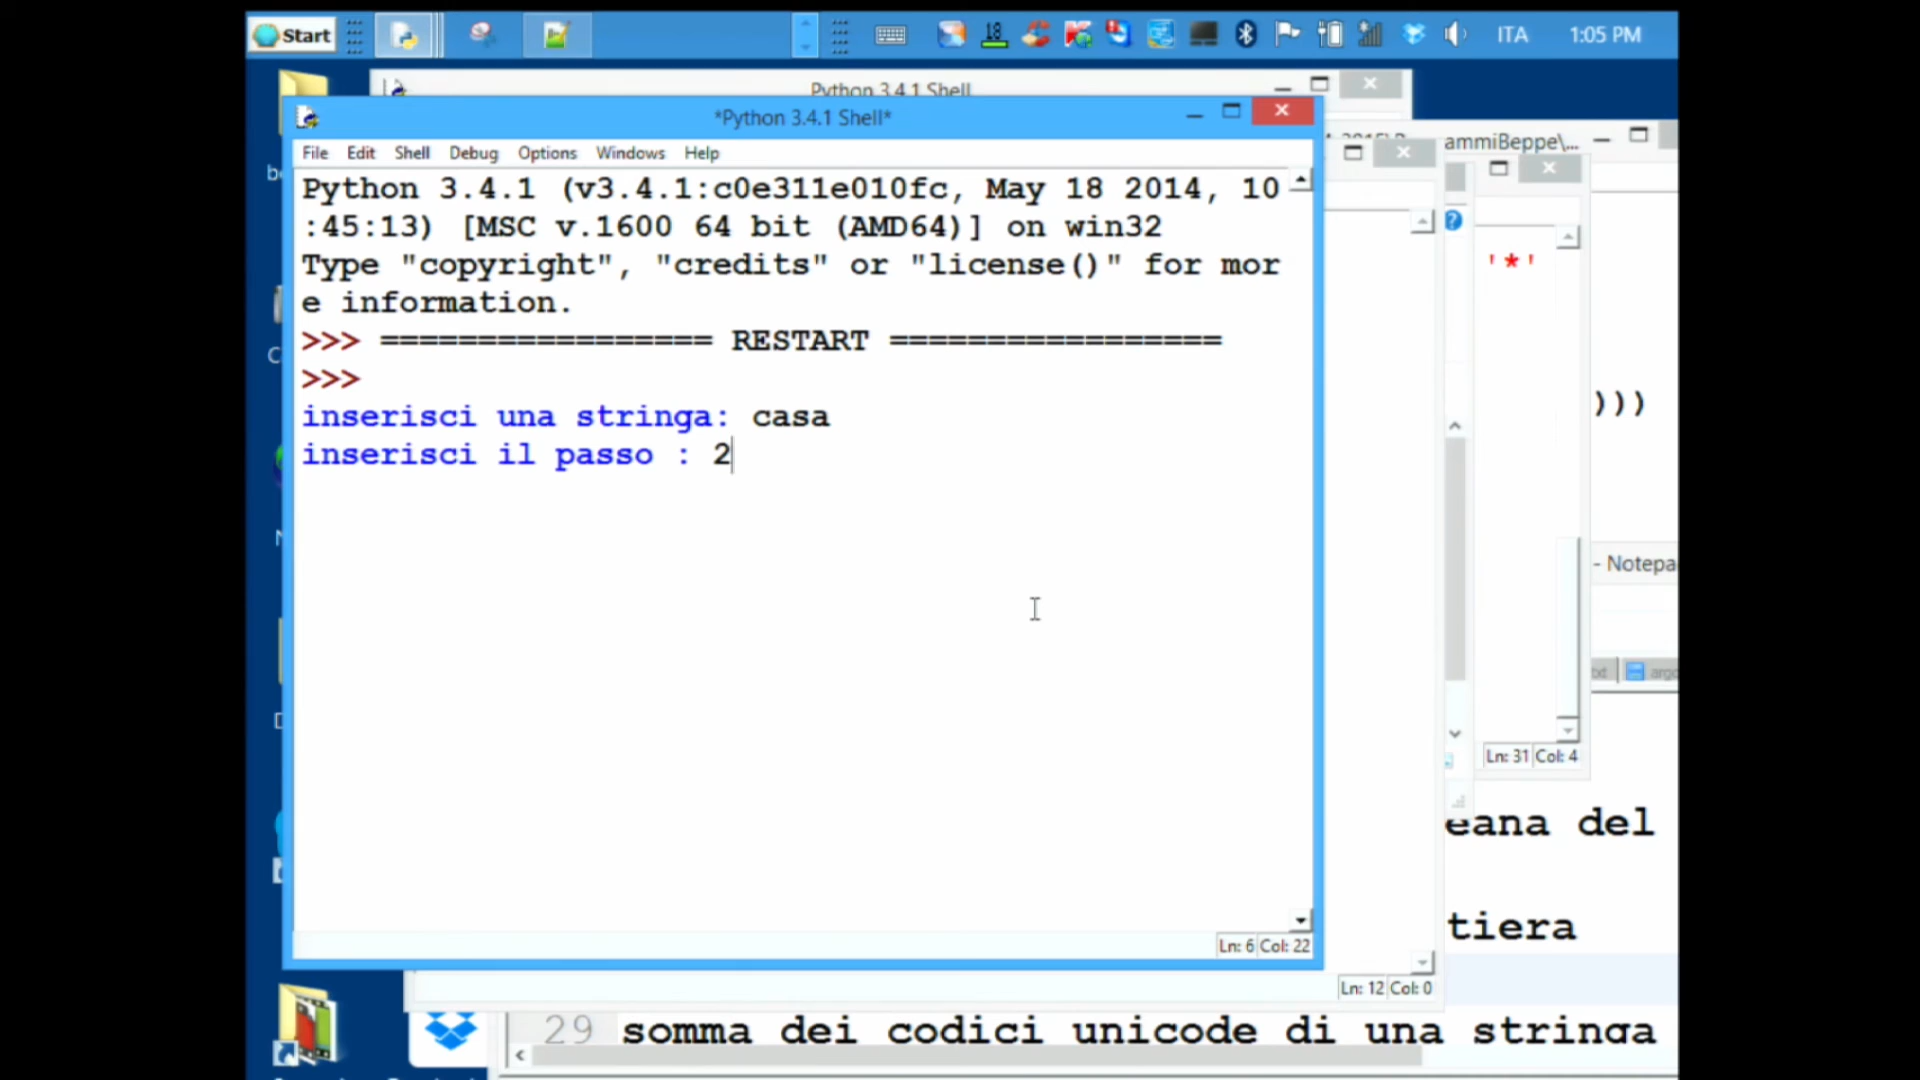 Start
ITA
1:05 PM
Python 3.4.1 Shell
*Python 3.4.1 Shell*
ammiBeppe\...
File Edit Shell Debug Options Windows Help
Python 3.4.1 (v3.4.1:c0e311e010fc, May 18 2014, 10
:45:13) [MSC v.1600 64 bit (AMD64)] on win32
Type "copyright", "credits" or "license()" for mor
e information.
>>> ================= RESTART =================
>>>
inserisci una stringa: casa
inserisci il passo : 2
'*'
)))
- Notepa
Ln: 31 Col: 4
eana del
tiera
Ln: 6 Col: 22
Ln: 12 Col: 0
29 somma dei codici unicode di una stringa